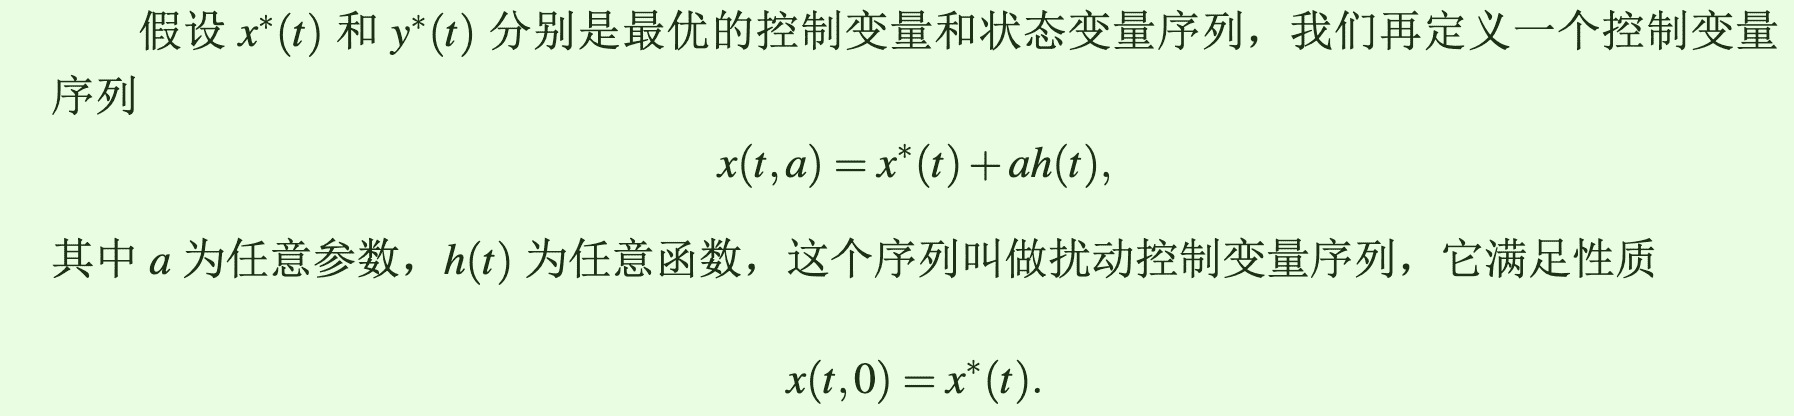 假设 x*(t) 和 y*(t) 分别是最优的控制变量和状态变量序列，我们再定义一个控制变量
序列
x(t,a) = x*(t) + ah(t),
其中 a 为任意参数，h(t) 为任意函数，这个序列叫做扰动控制变量序列，它满足性质
x(t,0) = x*(t).